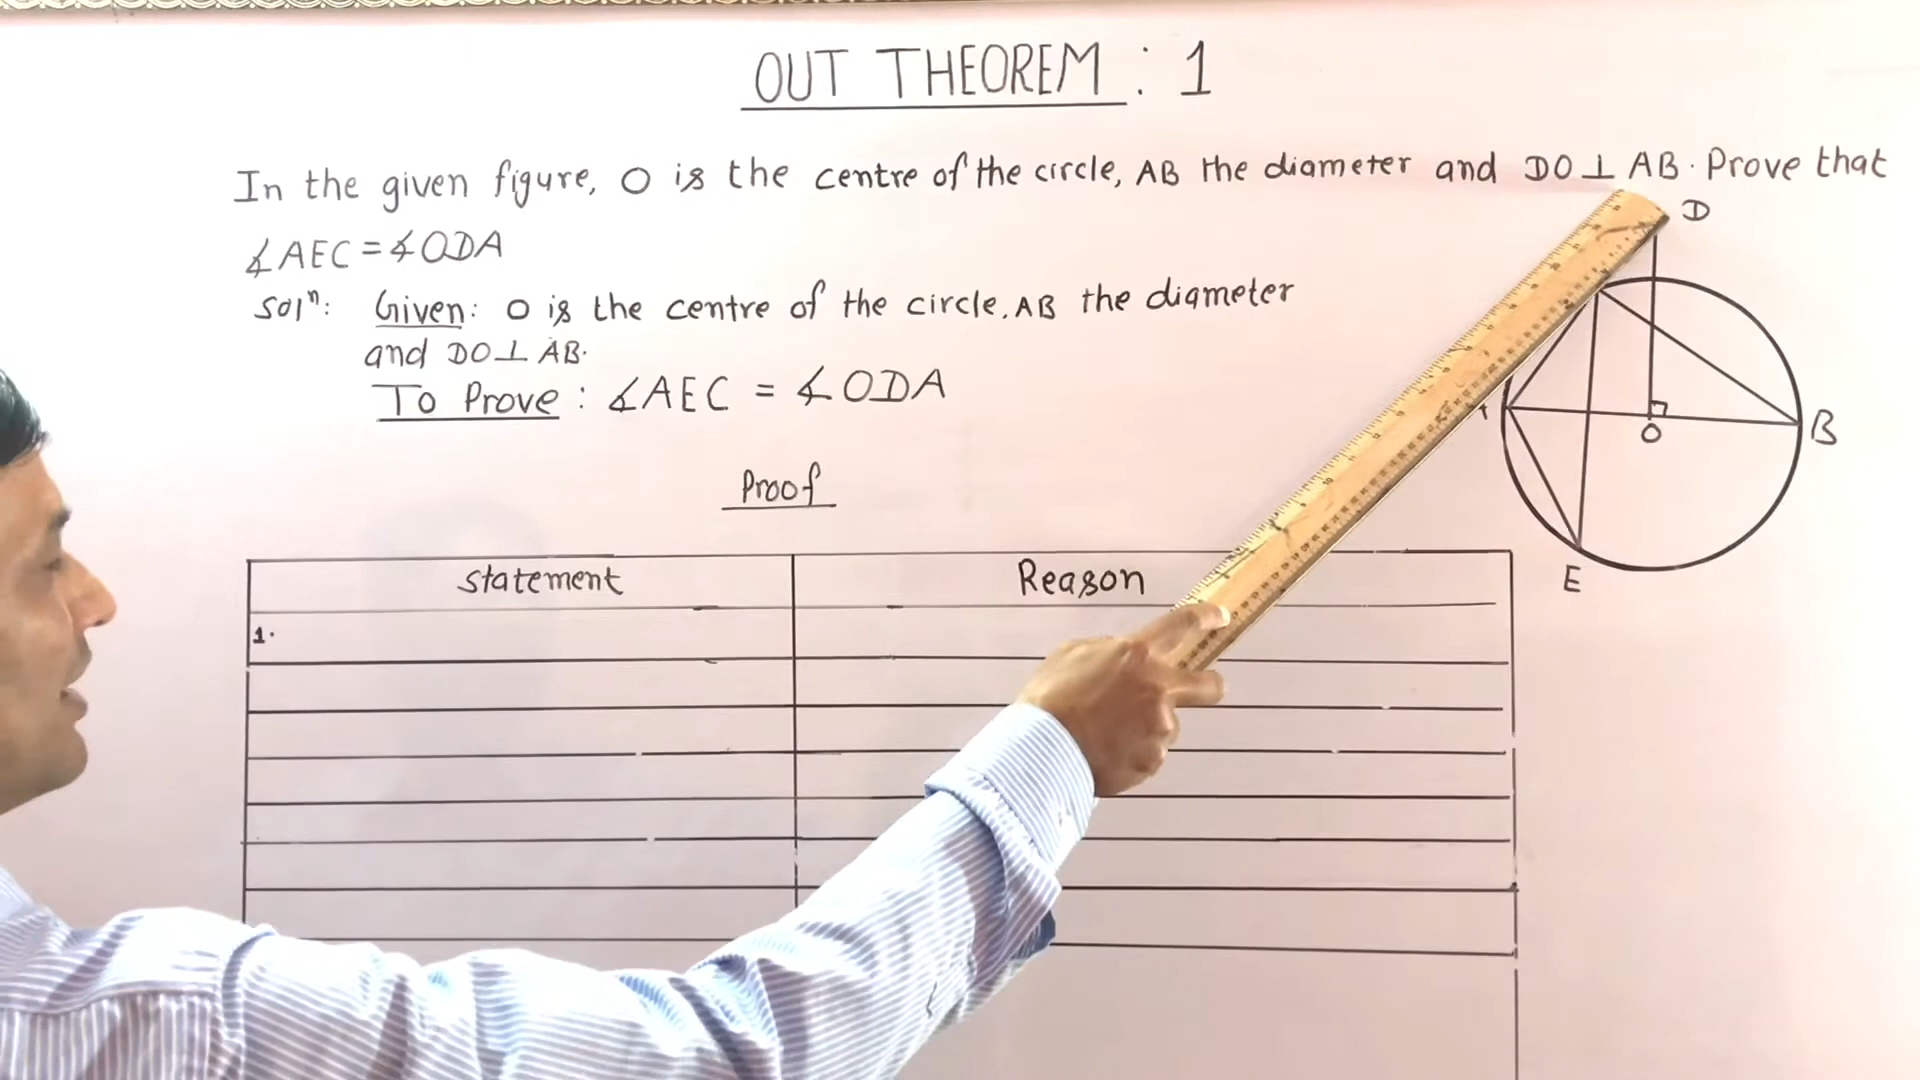 OUT THEOREM : 1
In the given figure, O is the centre of the circle, AB the diameter and DO⊥AB. Prove that
∡AEC = ∡ODA
D
Solⁿ: Given: O is the centre of the circle, AB the diameter
and DO⊥AB.
To Prove : ∡AEC = ∡ODA
O
B
Proof
E
Statement Reason
1.